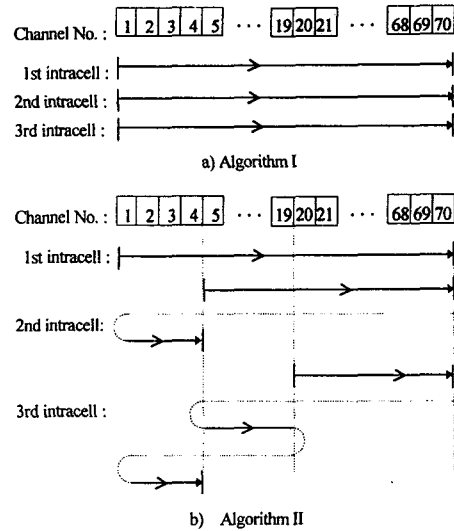 Channel No. : 1 2 3 4 5 ... 19 20 21 ... 68 69 70
1st intracell :
2nd intracell :
3rd intracell :
a) Algorithm I
Channel No. : 1 2 3 4 5 ... 19 20 21 ... 68 69 70
1st intracell :
2nd intracell:
3rd intracell :
b) Algorithm II